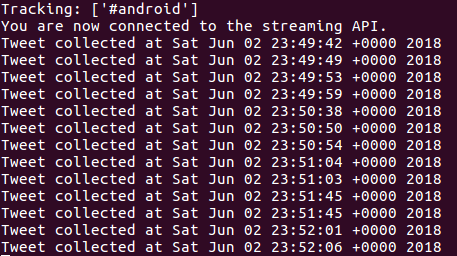 Tracking: ['#android']
You are now connected to the streaming API.
Tweet collected at Sat Jun 02 23:49:42 +0000 2018
Tweet collected at Sat Jun 02 23:49:49 +0000 2018
Tweet collected at Sat Jun 02 23:49:53 +0000 2018
Tweet collected at Sat Jun 02 23:49:59 +0000 2018
Tweet collected at Sat Jun 02 23:50:38 +0000 2018
Tweet collected at Sat Jun 02 23:50:50 +0000 2018
Tweet collected at Sat Jun 02 23:50:54 +0000 2018
Tweet collected at Sat Jun 02 23:51:04 +0000 2018
Tweet collected at Sat Jun 02 23:51:03 +0000 2018
Tweet collected at Sat Jun 02 23:51:45 +0000 2018
Tweet collected at Sat Jun 02 23:51:45 +0000 2018
Tweet collected at Sat Jun 02 23:52:01 +0000 2018
Tweet collected at Sat Jun 02 23:52:06 +0000 2018